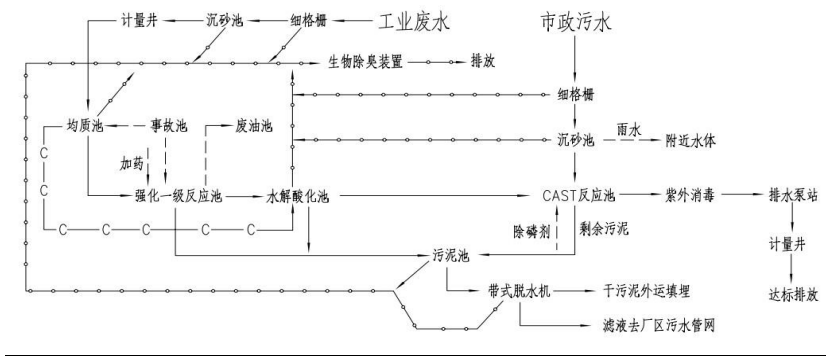 计量井 沉砂池 细格栅 工业废水 市政污水
生物除臭装置 排放
细格栅
均质池 事故池 废油池
雨水
沉砂池 附近水体
加药
强化一级反应池 水解酸化池 CAST反应池 紫外消毒 排水泵站
C
C
C C C C C
除磷剂 剩余污泥
计量井
污泥池
带式脱水机 干污泥外运填埋 达标排放
滤液去厂区污水管网